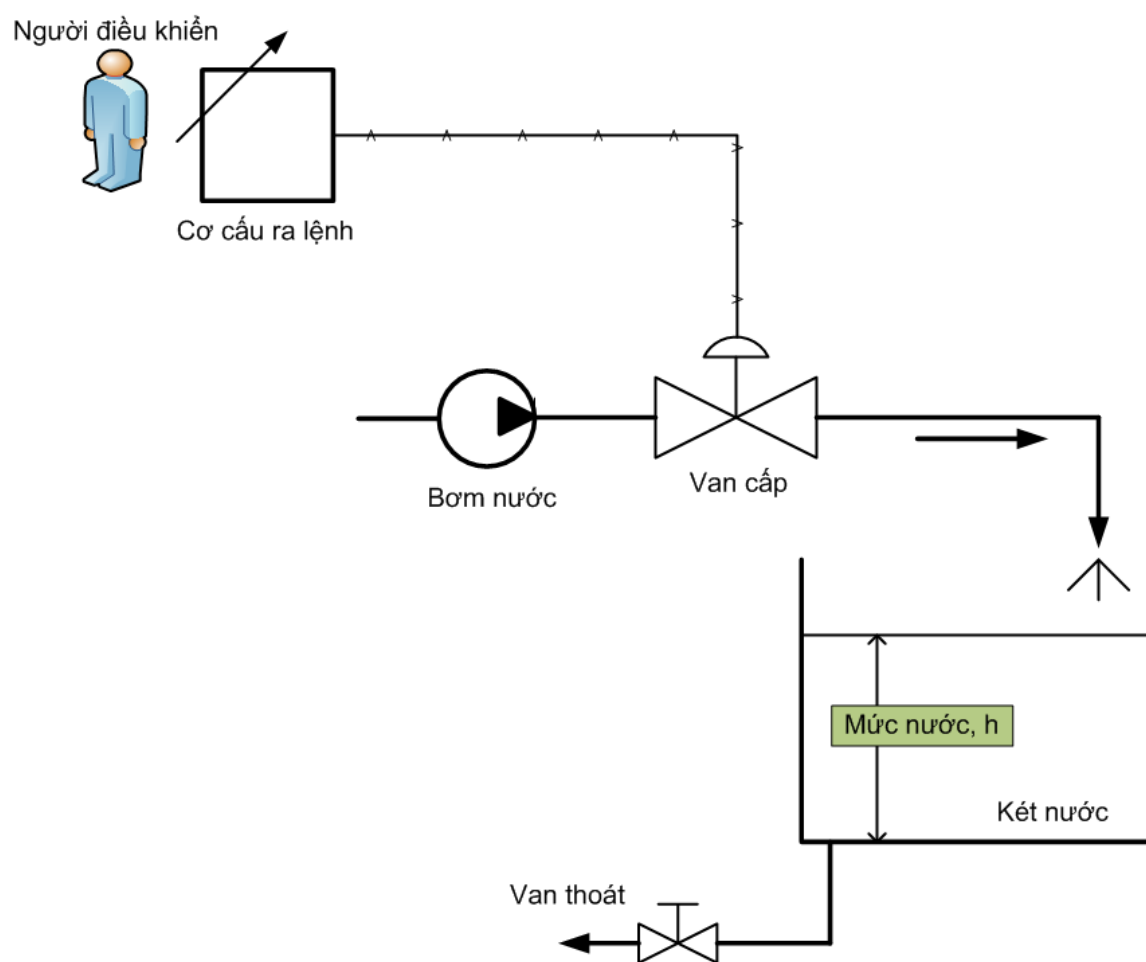 Người điều khiển
Cơ cấu ra lệnh
Bơm nước
Van cấp
Mức nước, h
Két nước
Van thoát